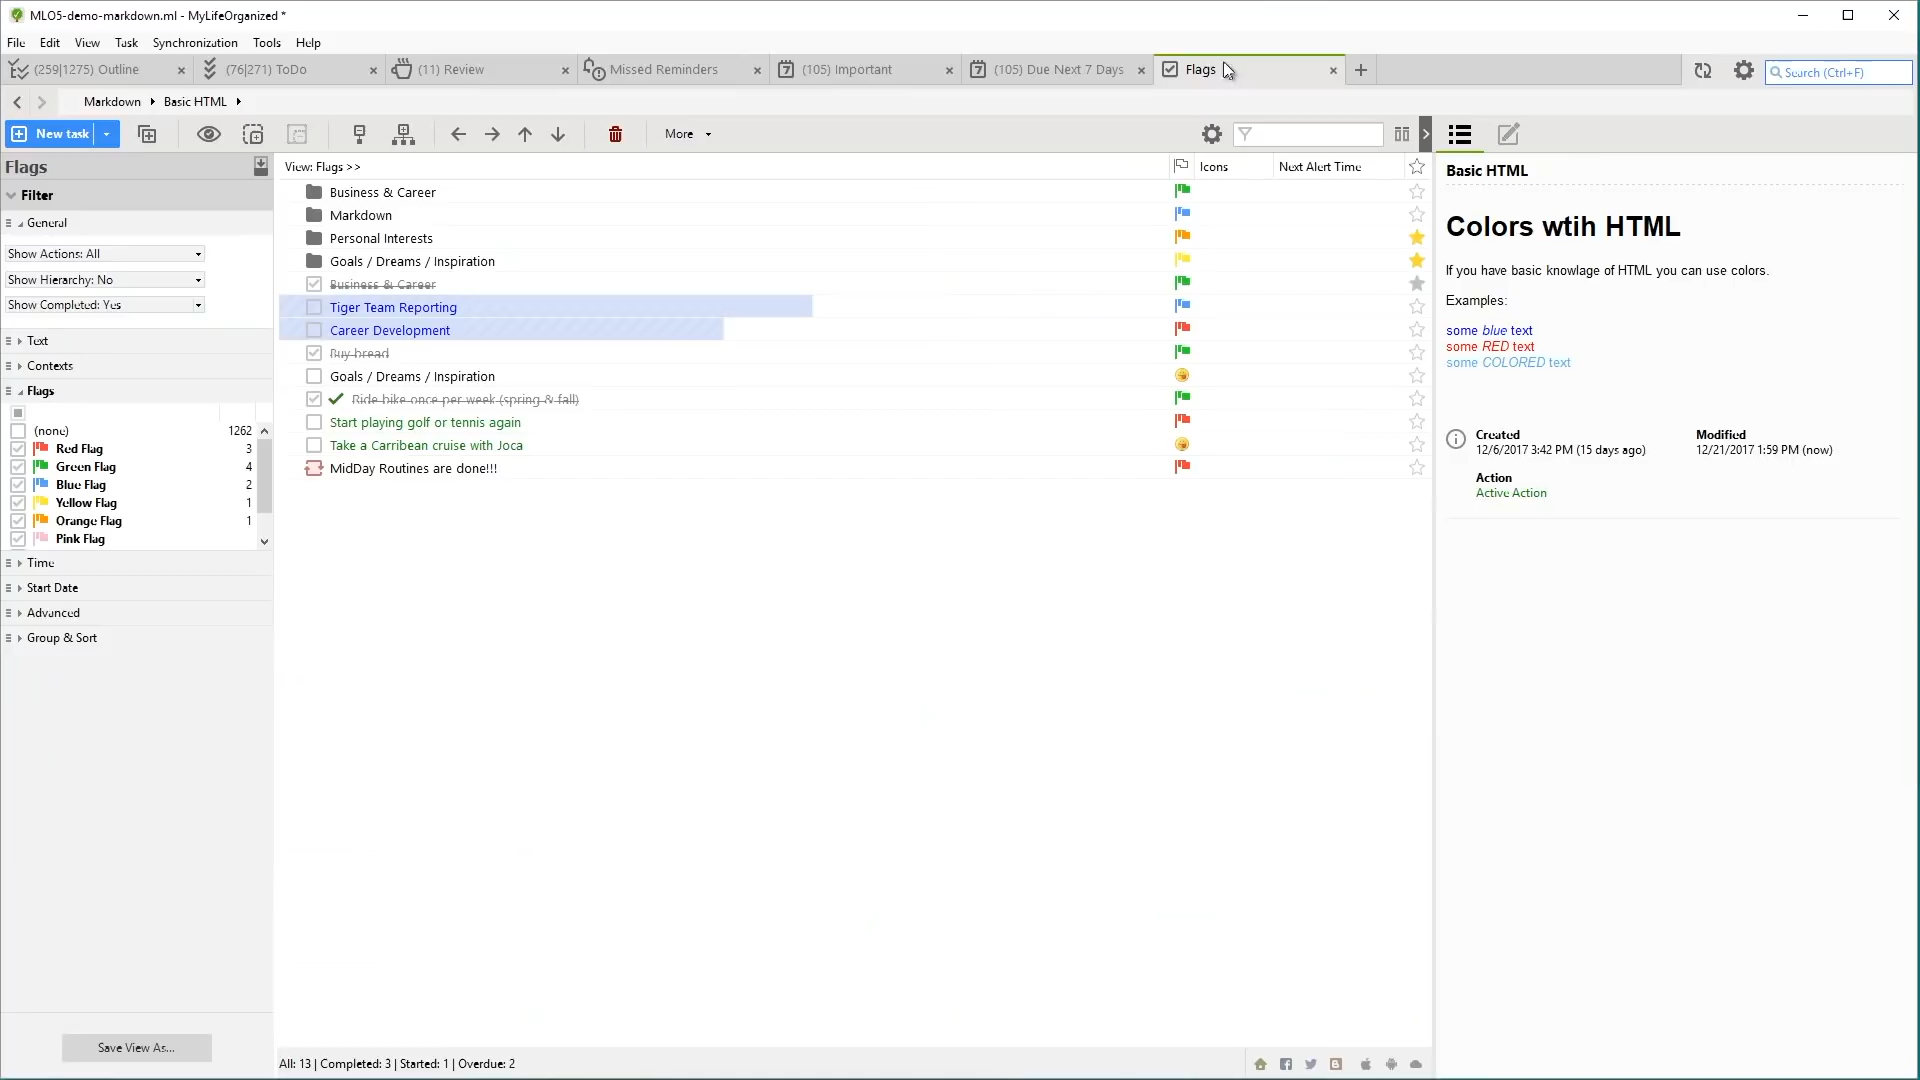 MLO5-demo-markdown.ml - MyLifeOrganized *
File Edit View Task Synchronization Tools Help
(259|1275) Outline
(76|271) ToDo
(11) Review
Missed Reminders
(105) Important
(105) Due Next 7 Days
Flags
Search (Ctrl+F)
Markdown Basic HTML
New task
More
Flags
Filter
General
Show Actions: All
Show Hierarchy: No
Show Completed: Yes
Text
Contexts
Flags
(none) 1262
Red Flag 3
Green Flag 4
Blue Flag 2
Yellow Flag 1
Orange Flag 1
Pink Flag
Time
Start Date
Advanced
Group & Sort
Save View As...
View: Flags >>
Icons
Next Alert Time
Business & Career
Markdown
Personal Interests
Goals / Dreams / Inspiration
Business & Career
Tiger Team Reporting
Career Development
Buy bread
Goals / Dreams / Inspiration
Ride bike once per week (spring & fall)
Start playing golf or tennis again
Take a Carribean cruise with Joca
MidDay Routines are done!!!
All: 13 | Completed: 3 | Started: 1 | Overdue: 2
Basic HTML
Colors wtih HTML
If you have basic knowlage of HTML you can use colors.
Examples:
some blue text
some RED text
some COLORED text
Created
12/6/2017 3:42 PM (15 days ago)
Modified
12/21/2017 1:59 PM (now)
Action
Active Action